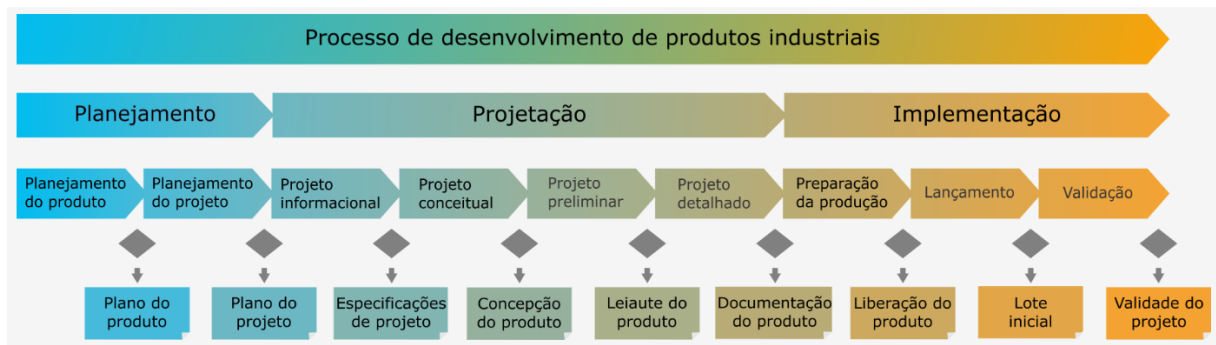 Processo de desenvolvimento de produtos industriais
Planejamento
Projetação
Implementação
Planejamento
do produto
Planejamento
do projeto
Projeto
informacional
Projeto
conceitual
Projeto
preliminar
Projeto
detalhado
Preparação
da produção
Lançamento
Validação
Plano do
produto
Plano do
projeto
Especificações
de projeto
Concepção
do produto
Leiaute do
produto
Documentação
do produto
Liberação do
produto
Lote
inicial
Validade do
projeto